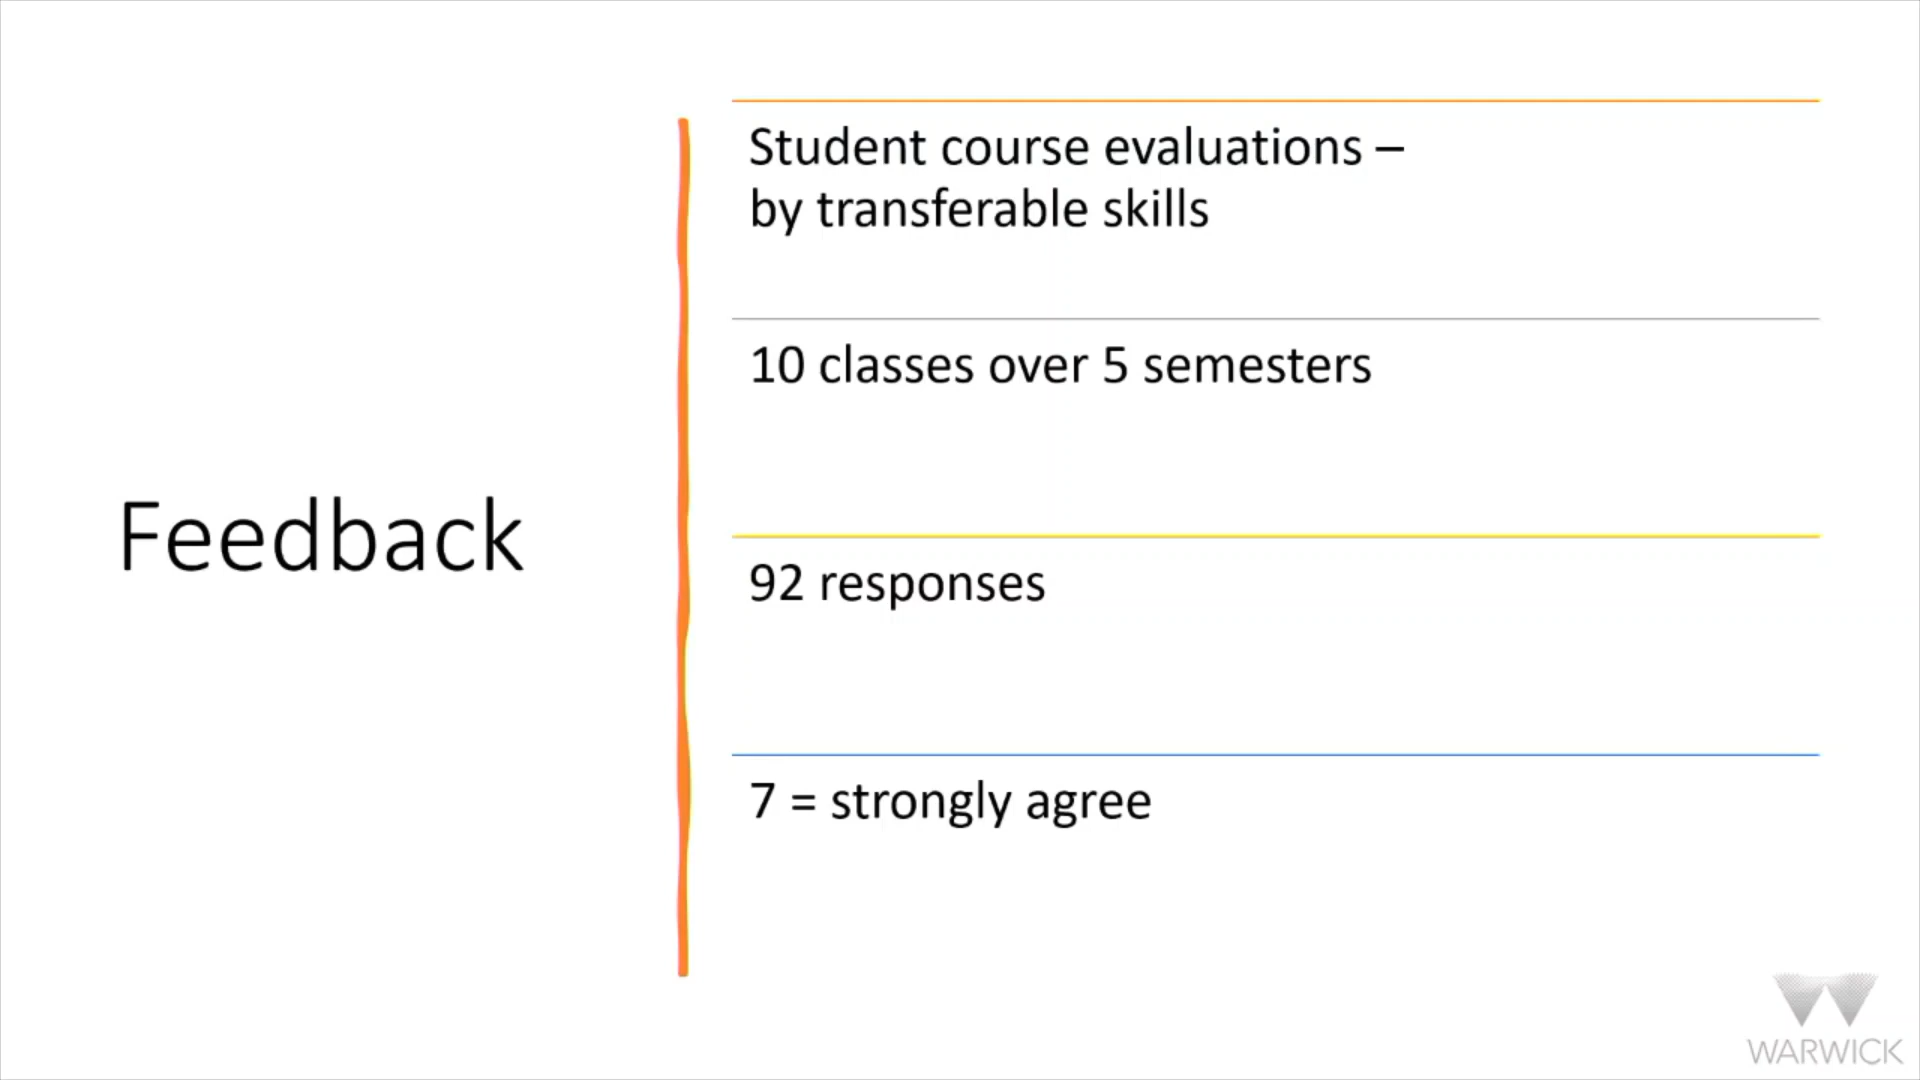 Feedback
Student course evaluations –
by transferable skills
10 classes over 5 semesters
92 responses
7 = strongly agree
WARWICK